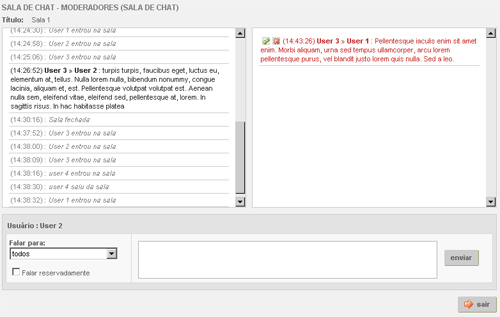 SALA DE CHAT - MODERADORES (SALA DE CHAT)
Título: Sala 1
(14:24:30) : User 1 entrou na sala
(14:24:58) : User 2 entrou na sala
(14:25:06) : User 3 entrou na sala
(14:26:52) User 3 » User 2 : turpis turpis, faucibus eget, luctus eu,
elementum at, tellus. Nulla lorem nulla, bibendum nonummy, congue
lacinia, aliquam et, est. Pellentesque volutpat volutpat est. Aenean
nulla sem, eleifend vitae, eleifend sed, pellentesque at, lorem. In
sagittis risus. In hac habitasse platea
(14:30:16) : Sala fechada
(14:37:52) : User 3 entrou na sala
(14:38:00) : User 2 entrou na sala
(14:38:09) : User 3 entrou na sala
(14:38:16) : user 4 entrou na sala
(14:38:30) : user 4 saiu da sala
(14:38:32) : User 1 entrou na sala
(14:43:26) User 3 » User 1 : Pellentesque iaculis enim sit amet
enim. Morbi aliquam, urna sed tempus ullamcorper, arcu lorem
pellentesque purus, vel blandit justo lorem quis nulla. Sed a leo.
Usuário : User 2
Falar para:
todos
Falar reservadamente
enviar
sair